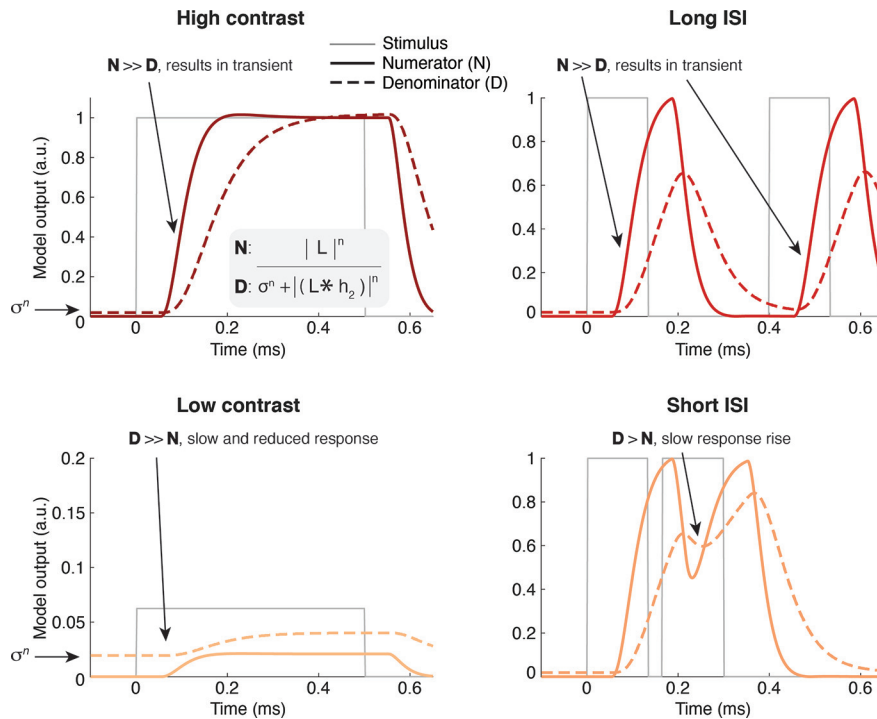 High contrast
Stimulus
Numerator (N)
Denominator (D)
N >> D, results in transient
Model output (a.u.)
1
0.8
0.6
0.4
0.2
0
σⁿ
N: | L |ⁿ
D: σⁿ + |(L * h₂)|ⁿ
0 0.2 0.4 0.6
Time (ms)
Long ISI
N >> D, results in transient
1
0.8
0.6
0.4
0.2
0
0 0.2 0.4 0.6
Time (ms)
Low contrast
D >> N, slow and reduced response
Model output (a.u.)
0.2
0.15
0.1
0.05
0
σⁿ
0 0.2 0.4 0.6
Time (ms)
Short ISI
D > N, slow response rise
1
0.8
0.6
0.4
0.2
0
0 0.2 0.4 0.6
Time (ms)